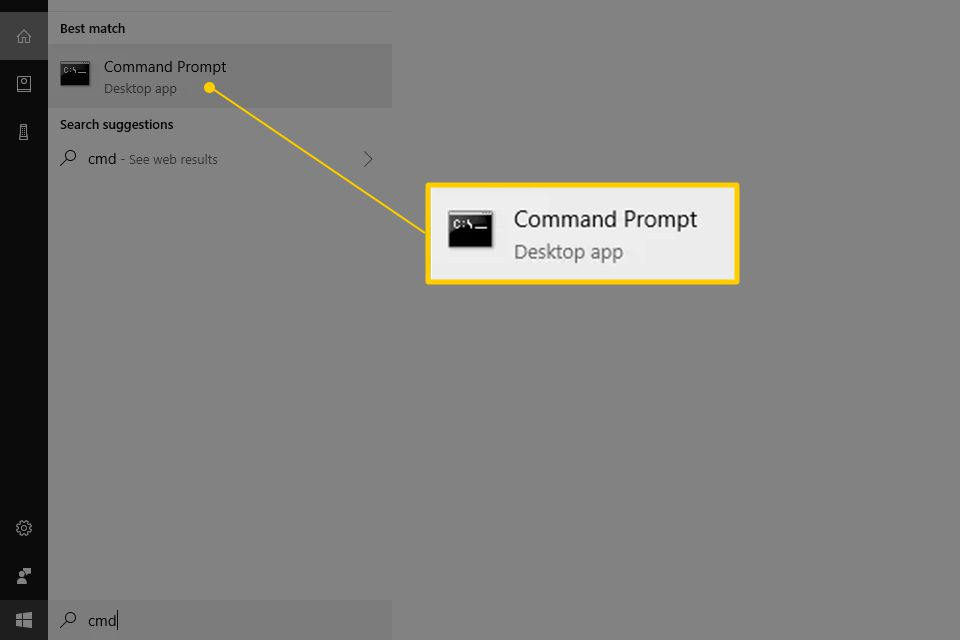 Best match
Command Prompt
Desktop app
Search suggestions
cmd - See web results
C:\_
Command Prompt
Desktop app
cmd